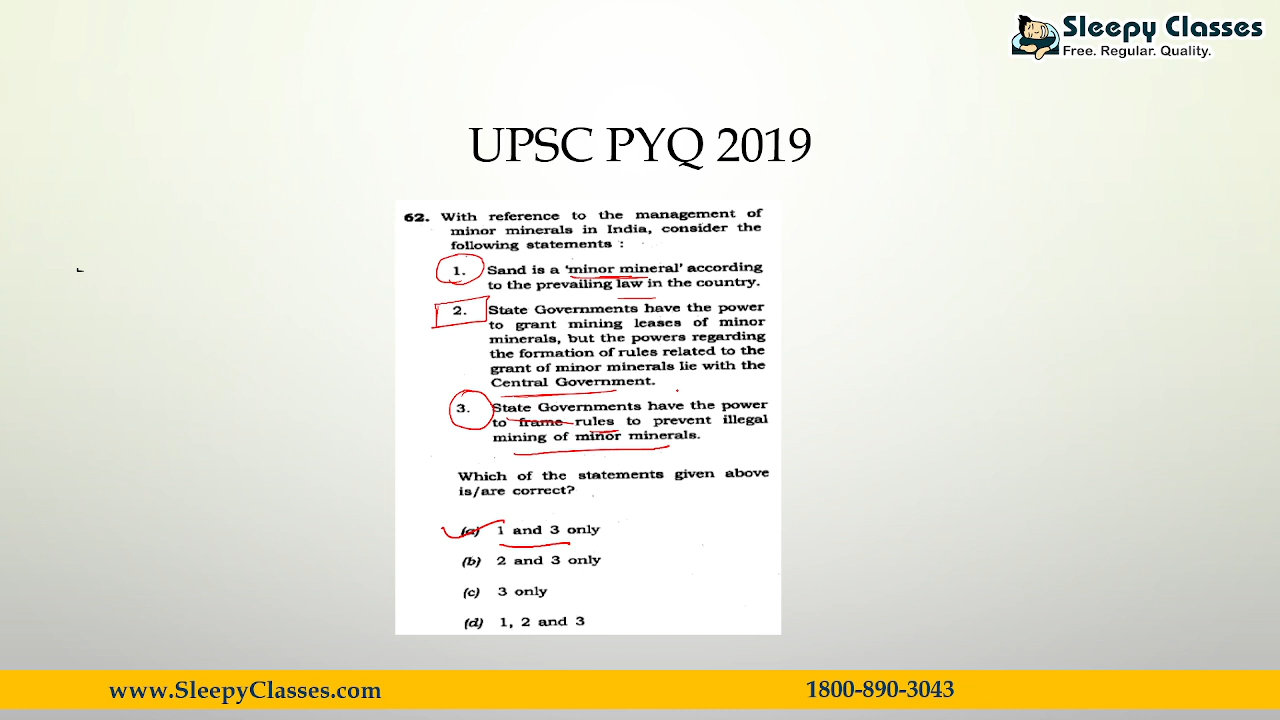 Sleepy Classes
Free. Regular. Quality.
UPSC PYQ 2019
62. With reference to the management of
minor minerals in India, consider the
following statements :
1. Sand is a 'minor mineral' according
to the prevailing law in the country.
2. State Governments have the power
to grant mining leases of minor
minerals, but the powers regarding
the formation of rules related to the
grant of minor minerals lie with the
Central Government.
3. State Governments have the power
to frame rules to prevent illegal
mining of minor minerals.
Which of the statements given above
is/are correct?
(a) 1 and 3 only
(b) 2 and 3 only
(c) 3 only
(d) 1, 2 and 3
www.SleepyClasses.com 1800-890-3043